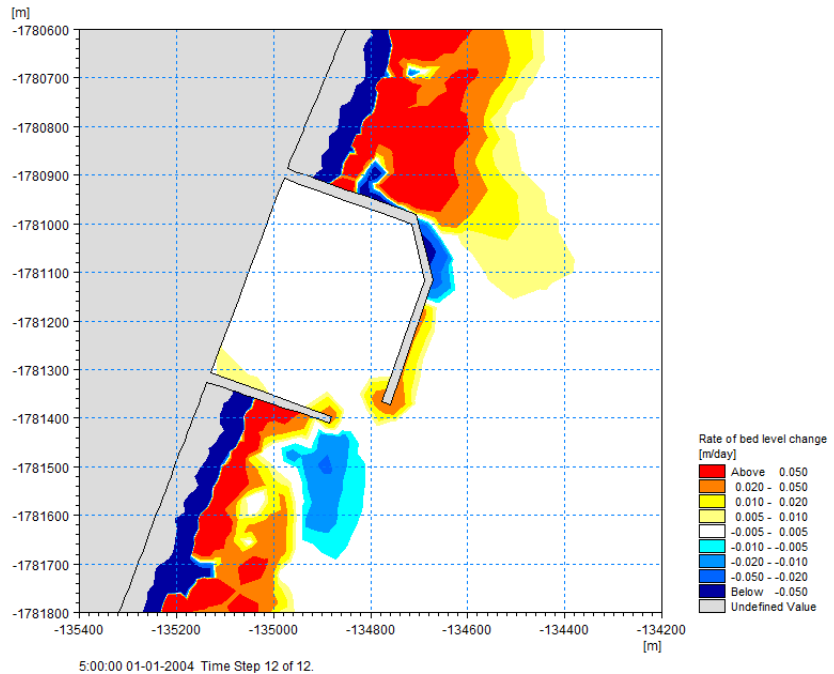 [m]
-1780600
-1780700
-1780800
-1780900
-1781000
-1781100
-1781200
-1781300
-1781400
-1781500
-1781600
-1781700
-1781800
-135400 -135200 -135000 -134800 -134600 -134400 -134200
[m]
5:00:00 01-01-2004 Time Step 12 of 12.
Rate of bed level change
[m/day]
Above 0.050
0.020 - 0.050
0.010 - 0.020
0.005 - 0.010
-0.005 - 0.005
-0.010 - -0.005
-0.020 - -0.010
-0.050 - -0.020
Below -0.050
Undefined Value